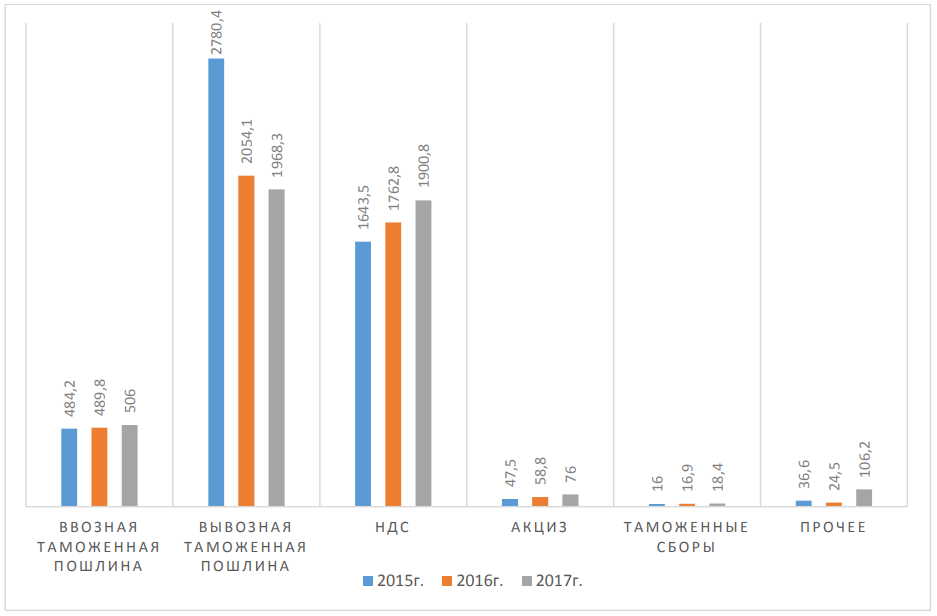 484,2
489,8
506
2780,4
2054,1
1968,3
1643,5
1762,8
1900,8
47,5
58,8
76
16
16,9
18,4
36,6
24,5
106,2
ВВОЗНАЯ
ТАМОЖЕННАЯ
ПОШЛИНА
ВЫВОЗНАЯ
ТАМОЖЕННАЯ
ПОШЛИНА
НДС
АКЦИЗ
ТАМОЖЕННЫЕ
СБОРЫ
ПРОЧЕЕ
2015г.
2016г.
2017г.